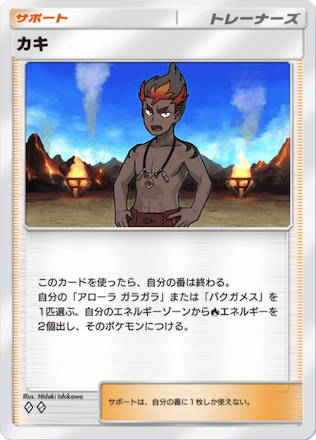 サポート
トレーナーズ
カキ
このカードを使ったら、自分の番は終わる。
自分の「アローラ ガラガラ」または「バクガメス」を
1匹選ぶ。自分のエネルギーゾーンからエネルギーを
2個出し、そのポケモンにつける。
Illus. Hideki Ishikawa
サポートは、自分の番に1枚しか使えない。